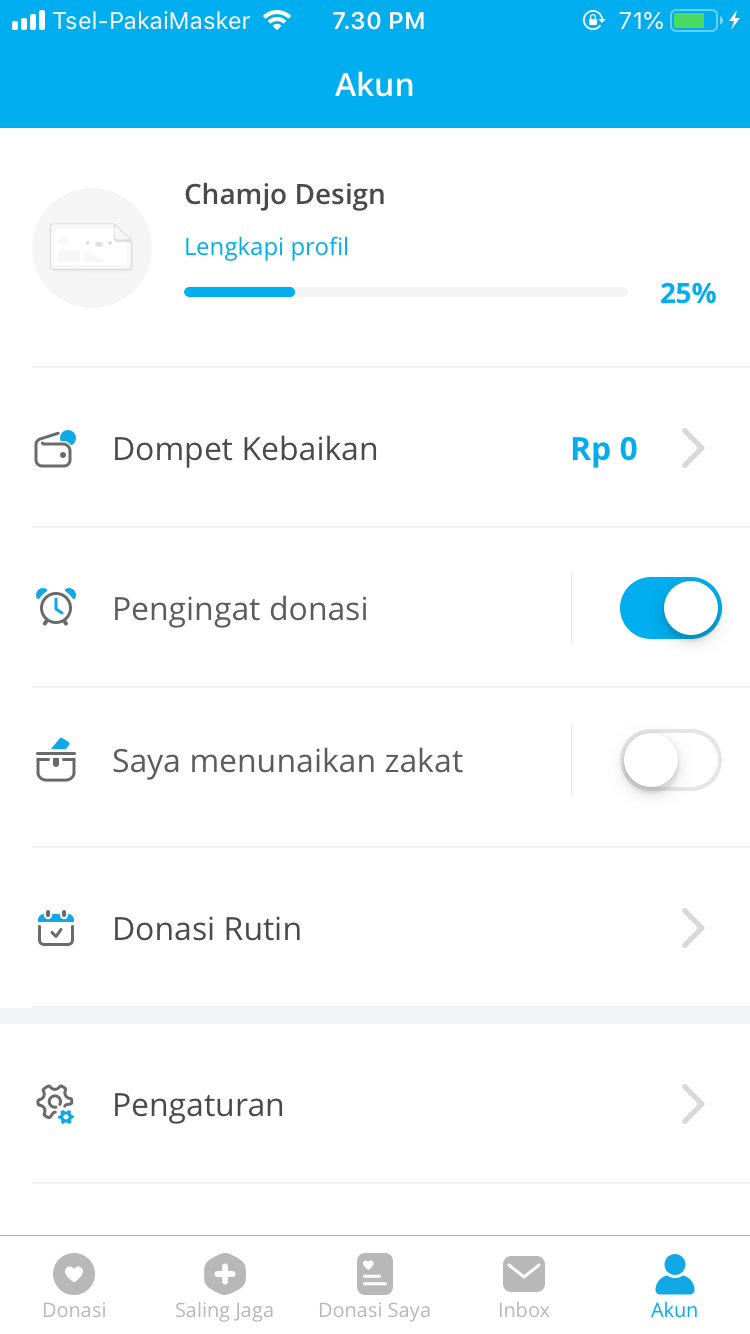 Tsel-PakaiMasker 7.30 PM 71%
Akun
Chamjo Design
Lengkapi profil
25%
Dompet Kebaikan Rp 0
Pengingat donasi
Saya menunaikan zakat
Donasi Rutin
Pengaturan
Donasi Saling Jaga Donasi Saya Inbox Akun